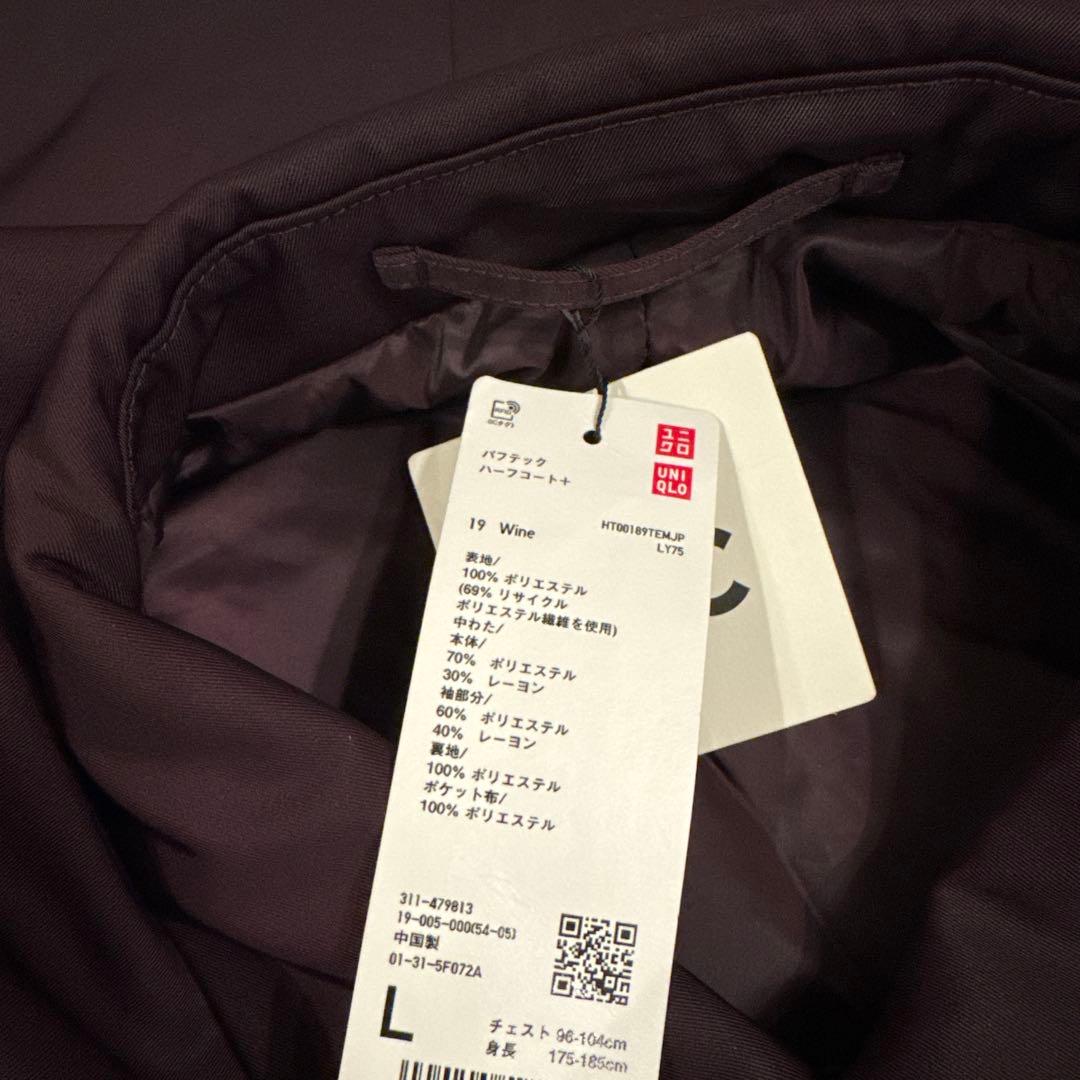 RFID
ユニ
クロ
UNI
QLO
パフテック
ハーフコート+
19 Wine
HT00189TEMJP
LY75
表地/
100% ポリエステル
(69% リサイクル
ポリエステル繊維を使用)
中わた/
本体/
70% ポリエステル
30% レーヨン
袖部分/
60% ポリエステル
40% レーヨン
裏地/
100% ポリエステル
ポケット布/
100% ポリエステル
C
311-479813
19-005-000(54-05)
中国製
01-31-5F072A
L
チェスト 96-104cm
身長 175-185cm